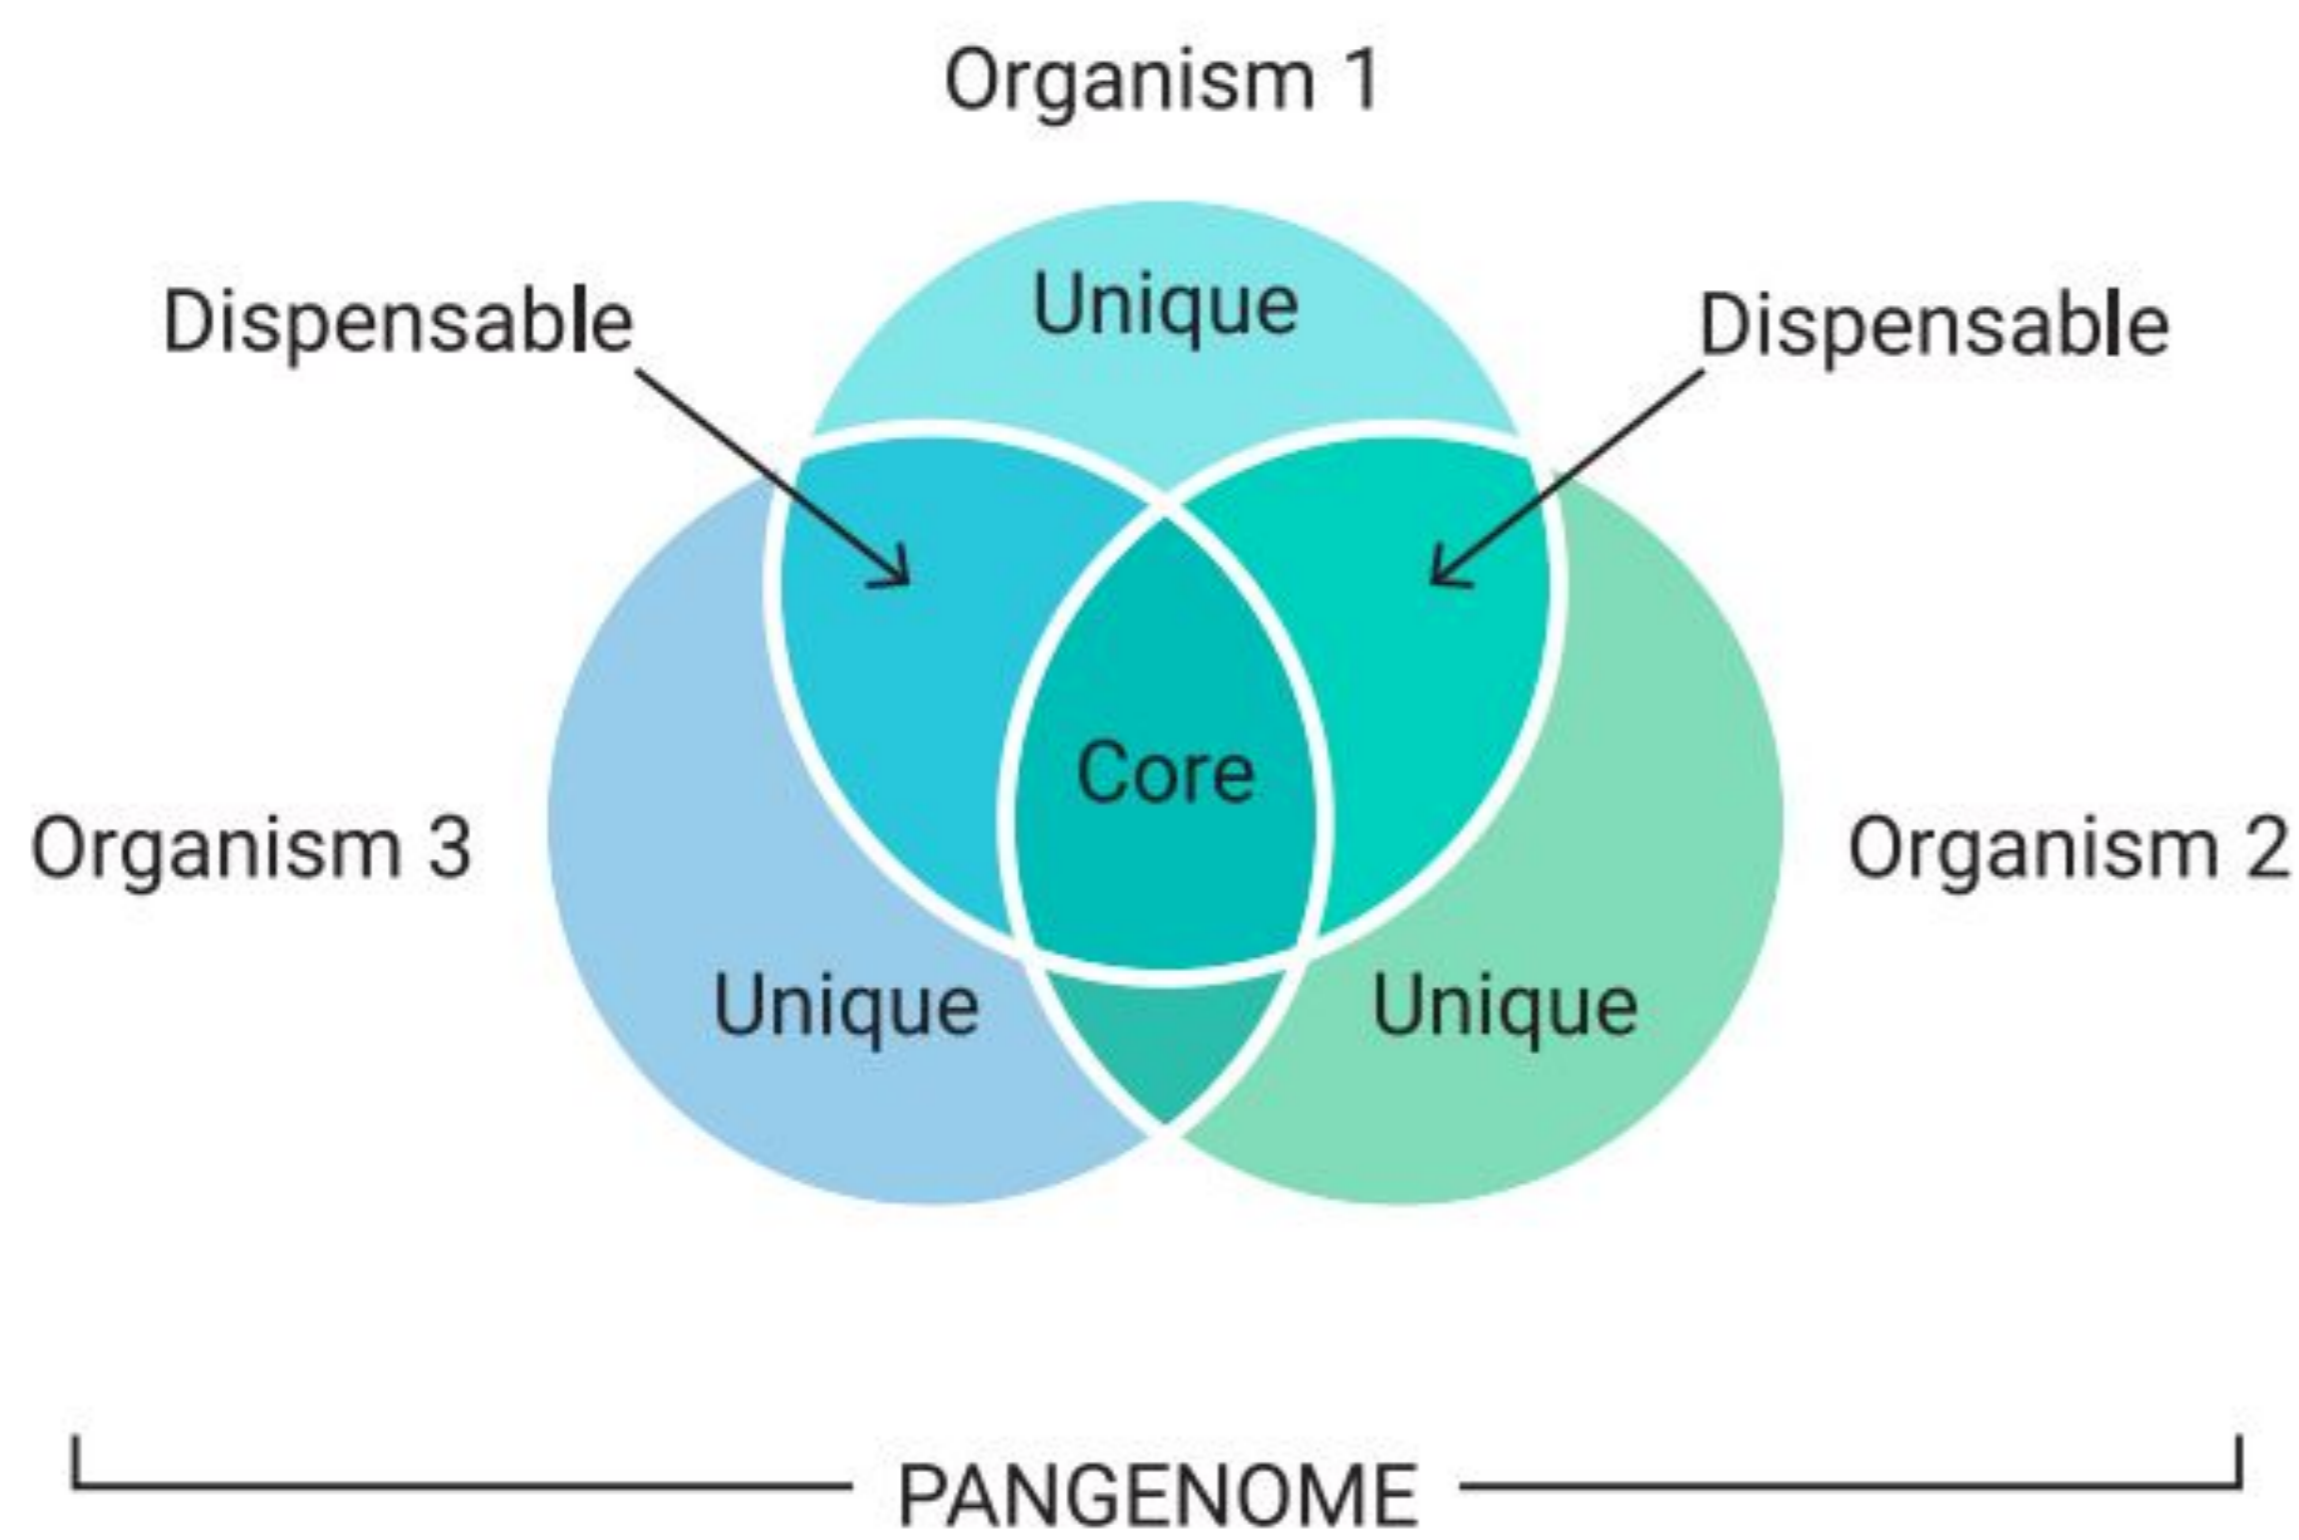 Organism 1
Unique
Dispensable
Dispensable
Core
Organism 3
Organism 2
Unique
Unique
PANGENOME